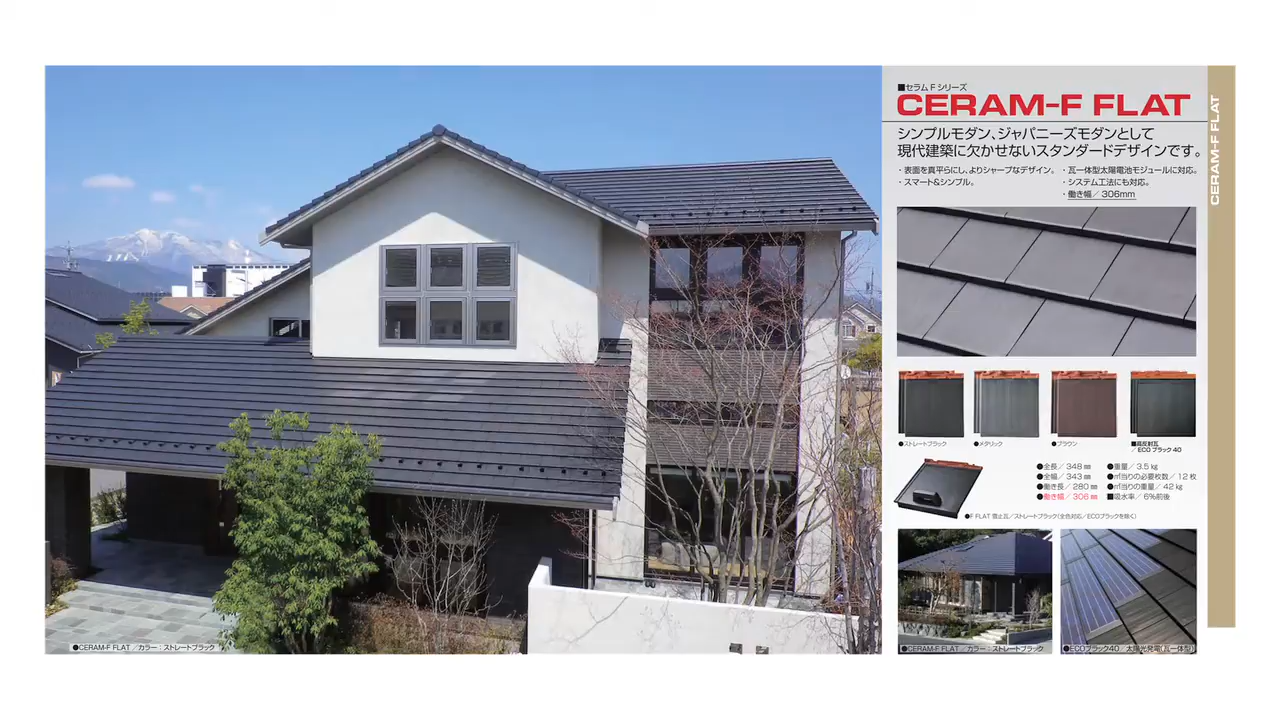 ■セラム F シリーズ
CERAM-F FLAT
シンプルモダン、ジャパニーズモダンとして
現代建築に欠かせないスタンダードデザインです。
・表面を真平らにし、よりシャープなデザイン。
・スマート&シンプル。
・瓦一体型太陽電池モジュールに対応。
・システム工法にも対応。
・働き幅／306mm
●ストレートブラック
●メタリック
●ブラウン
■高反射瓦
／ECOブラック40
●全長／348㎜
●全幅／343㎜
●働き長／280㎜
●働き幅／306㎜
●重量／3.5㎏
●㎡当りの必要枚数／12枚
●㎡当りの重量／42㎏
■吸水率／6%前後
●F FLAT 雪止瓦／ストレートブラック(全色対応／ECOブラックを除く)
●CERAM-F FLAT ／カラー：ストレートブラック
●CERAM-F FLAT ／カラー：ストレートブラック
●ECOブラック40／太陽光発電(瓦一体型)
CERAM-F FLAT